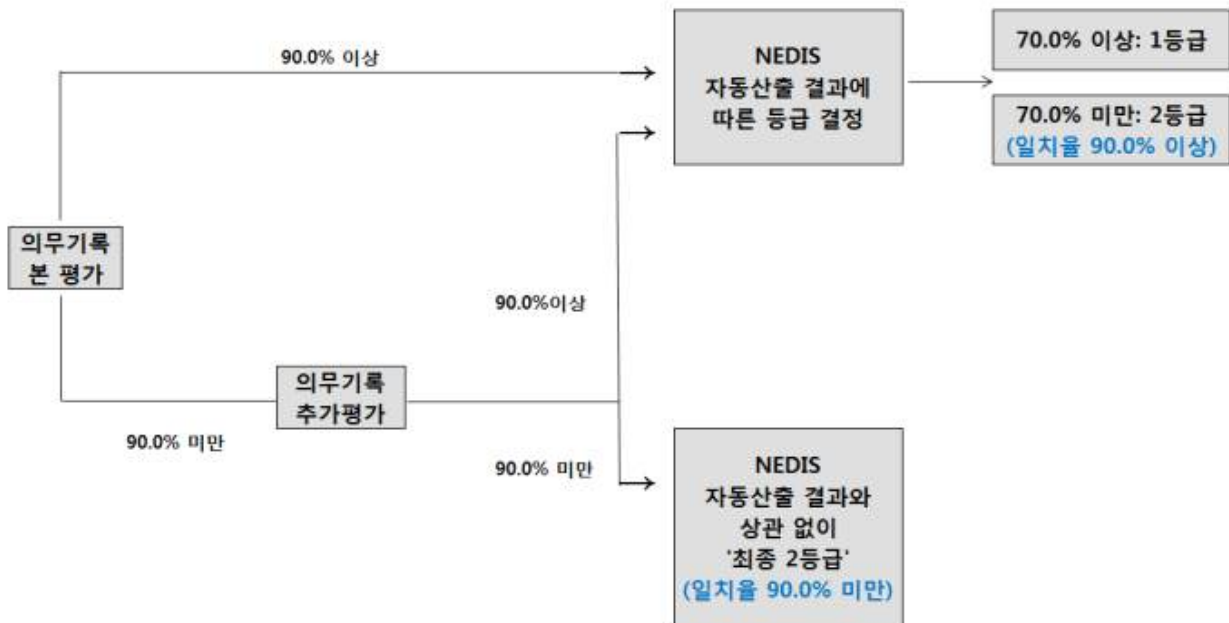 90.0% 이상
NEDIS
자동산출 결과에
따른 등급 결정
70.0% 이상: 1등급
70.0% 미만: 2등급
(일치율 90.0% 이상)
의무기록
본 평가
90.0%이상
의무기록
추가평가
90.0% 미만
90.0% 미만
NEDIS
자동산출 결과와
상관 없이
'최종 2등급'
(일치율 90.0% 미만)